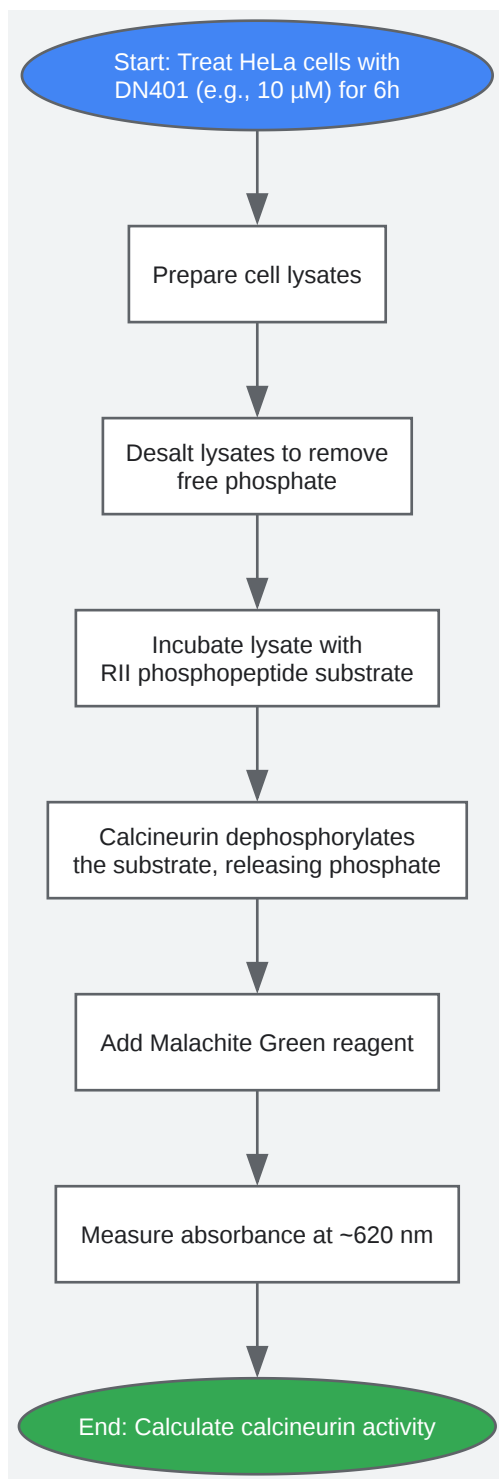 Start: Treat HeLa cells with
DN401 (e.g., 10 µM) for 6h
Prepare cell lysates
Desalt lysates to remove
free phosphate
Incubate lysate with
RII phosphopeptide substrate
Calcineurin dephosphorylates
the substrate, releasing phosphate
Add Malachite Green reagent
Measure absorbance at ~620 nm
End: Calculate calcineurin activity